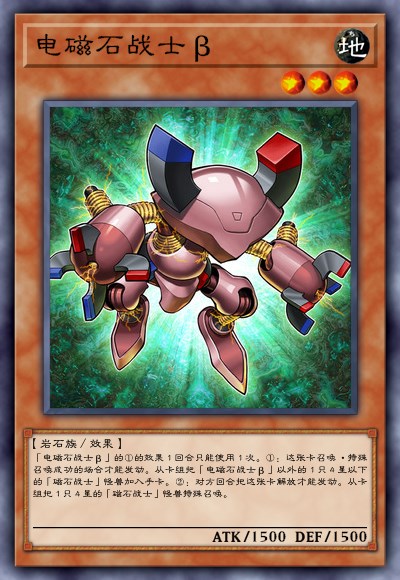 电磁石战士β
地
【岩石族/效果】
「电磁石战士β」的①的效果1回合只能使用1次。①：这张卡召唤·特殊
召唤成功的场合才能发动。从卡组把「电磁石战士β」以外的1只4星以下
的「磁石战士」怪兽加入手卡。②：对方回合把这张卡解放才能发动。从卡
组把1只4星的「磁石战士」怪兽特殊召唤。
ATK/1500 DEF/1500